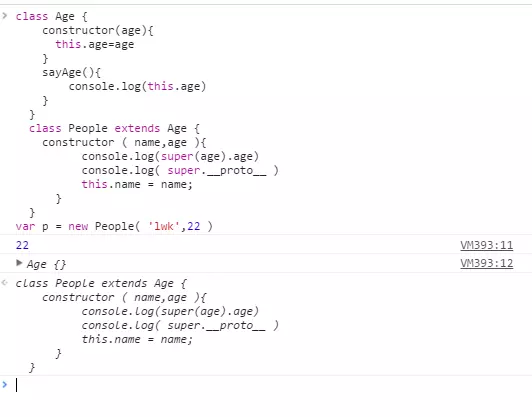 class Age {
constructor(age){
this.age=age
}
sayAge(){
console.log(this.age)
}
}
class People extends Age {
constructor ( name,age ){
console.log(super(age).age)
console.log( super.__proto__ )
this.name = name;
}
}
var p = new People( 'lwk',22 )
22 VM393:11
Age {} VM393:12
class People extends Age {
constructor ( name,age ){
console.log(super(age).age)
console.log( super.__proto__ )
this.name = name;
}
}